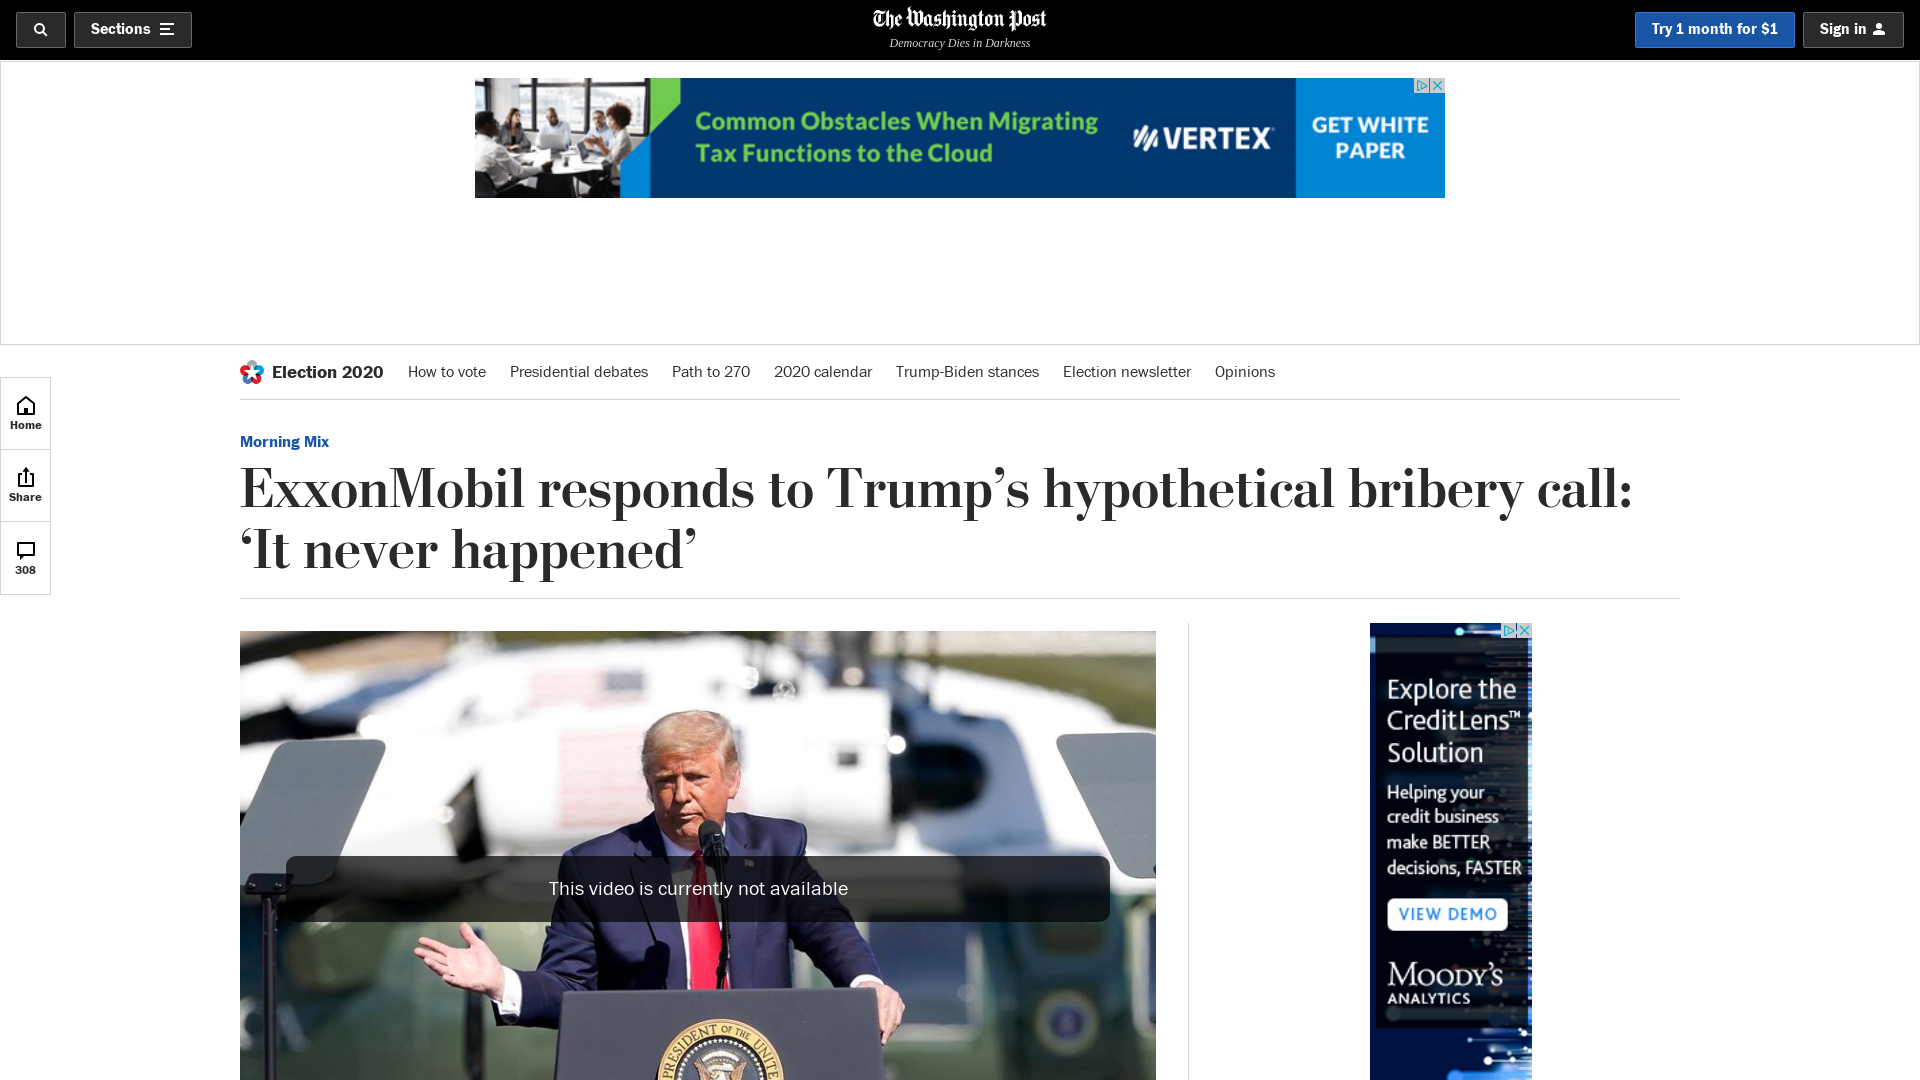 Sections
The Washington Post
Democracy Dies in Darkness
Try 1 month for $1
Sign in
Common Obstacles When Migrating
Tax Functions to the Cloud
VERTEX
GET WHITE
PAPER
Election 2020
How to vote
Presidential debates
Path to 270
2020 calendar
Trump-Biden stances
Election newsletter
Opinions
Home
Share
308
Morning Mix
ExxonMobil responds to Trump’s hypothetical bribery call:
‘It never happened’
This video is currently not available
PRESIDENT OF THE UNITED
Explore the
CreditLens™
Solution
Helping your
credit business
make BETTER
decisions, FASTER
VIEW DEMO
MOODY'S
ANALYTICS